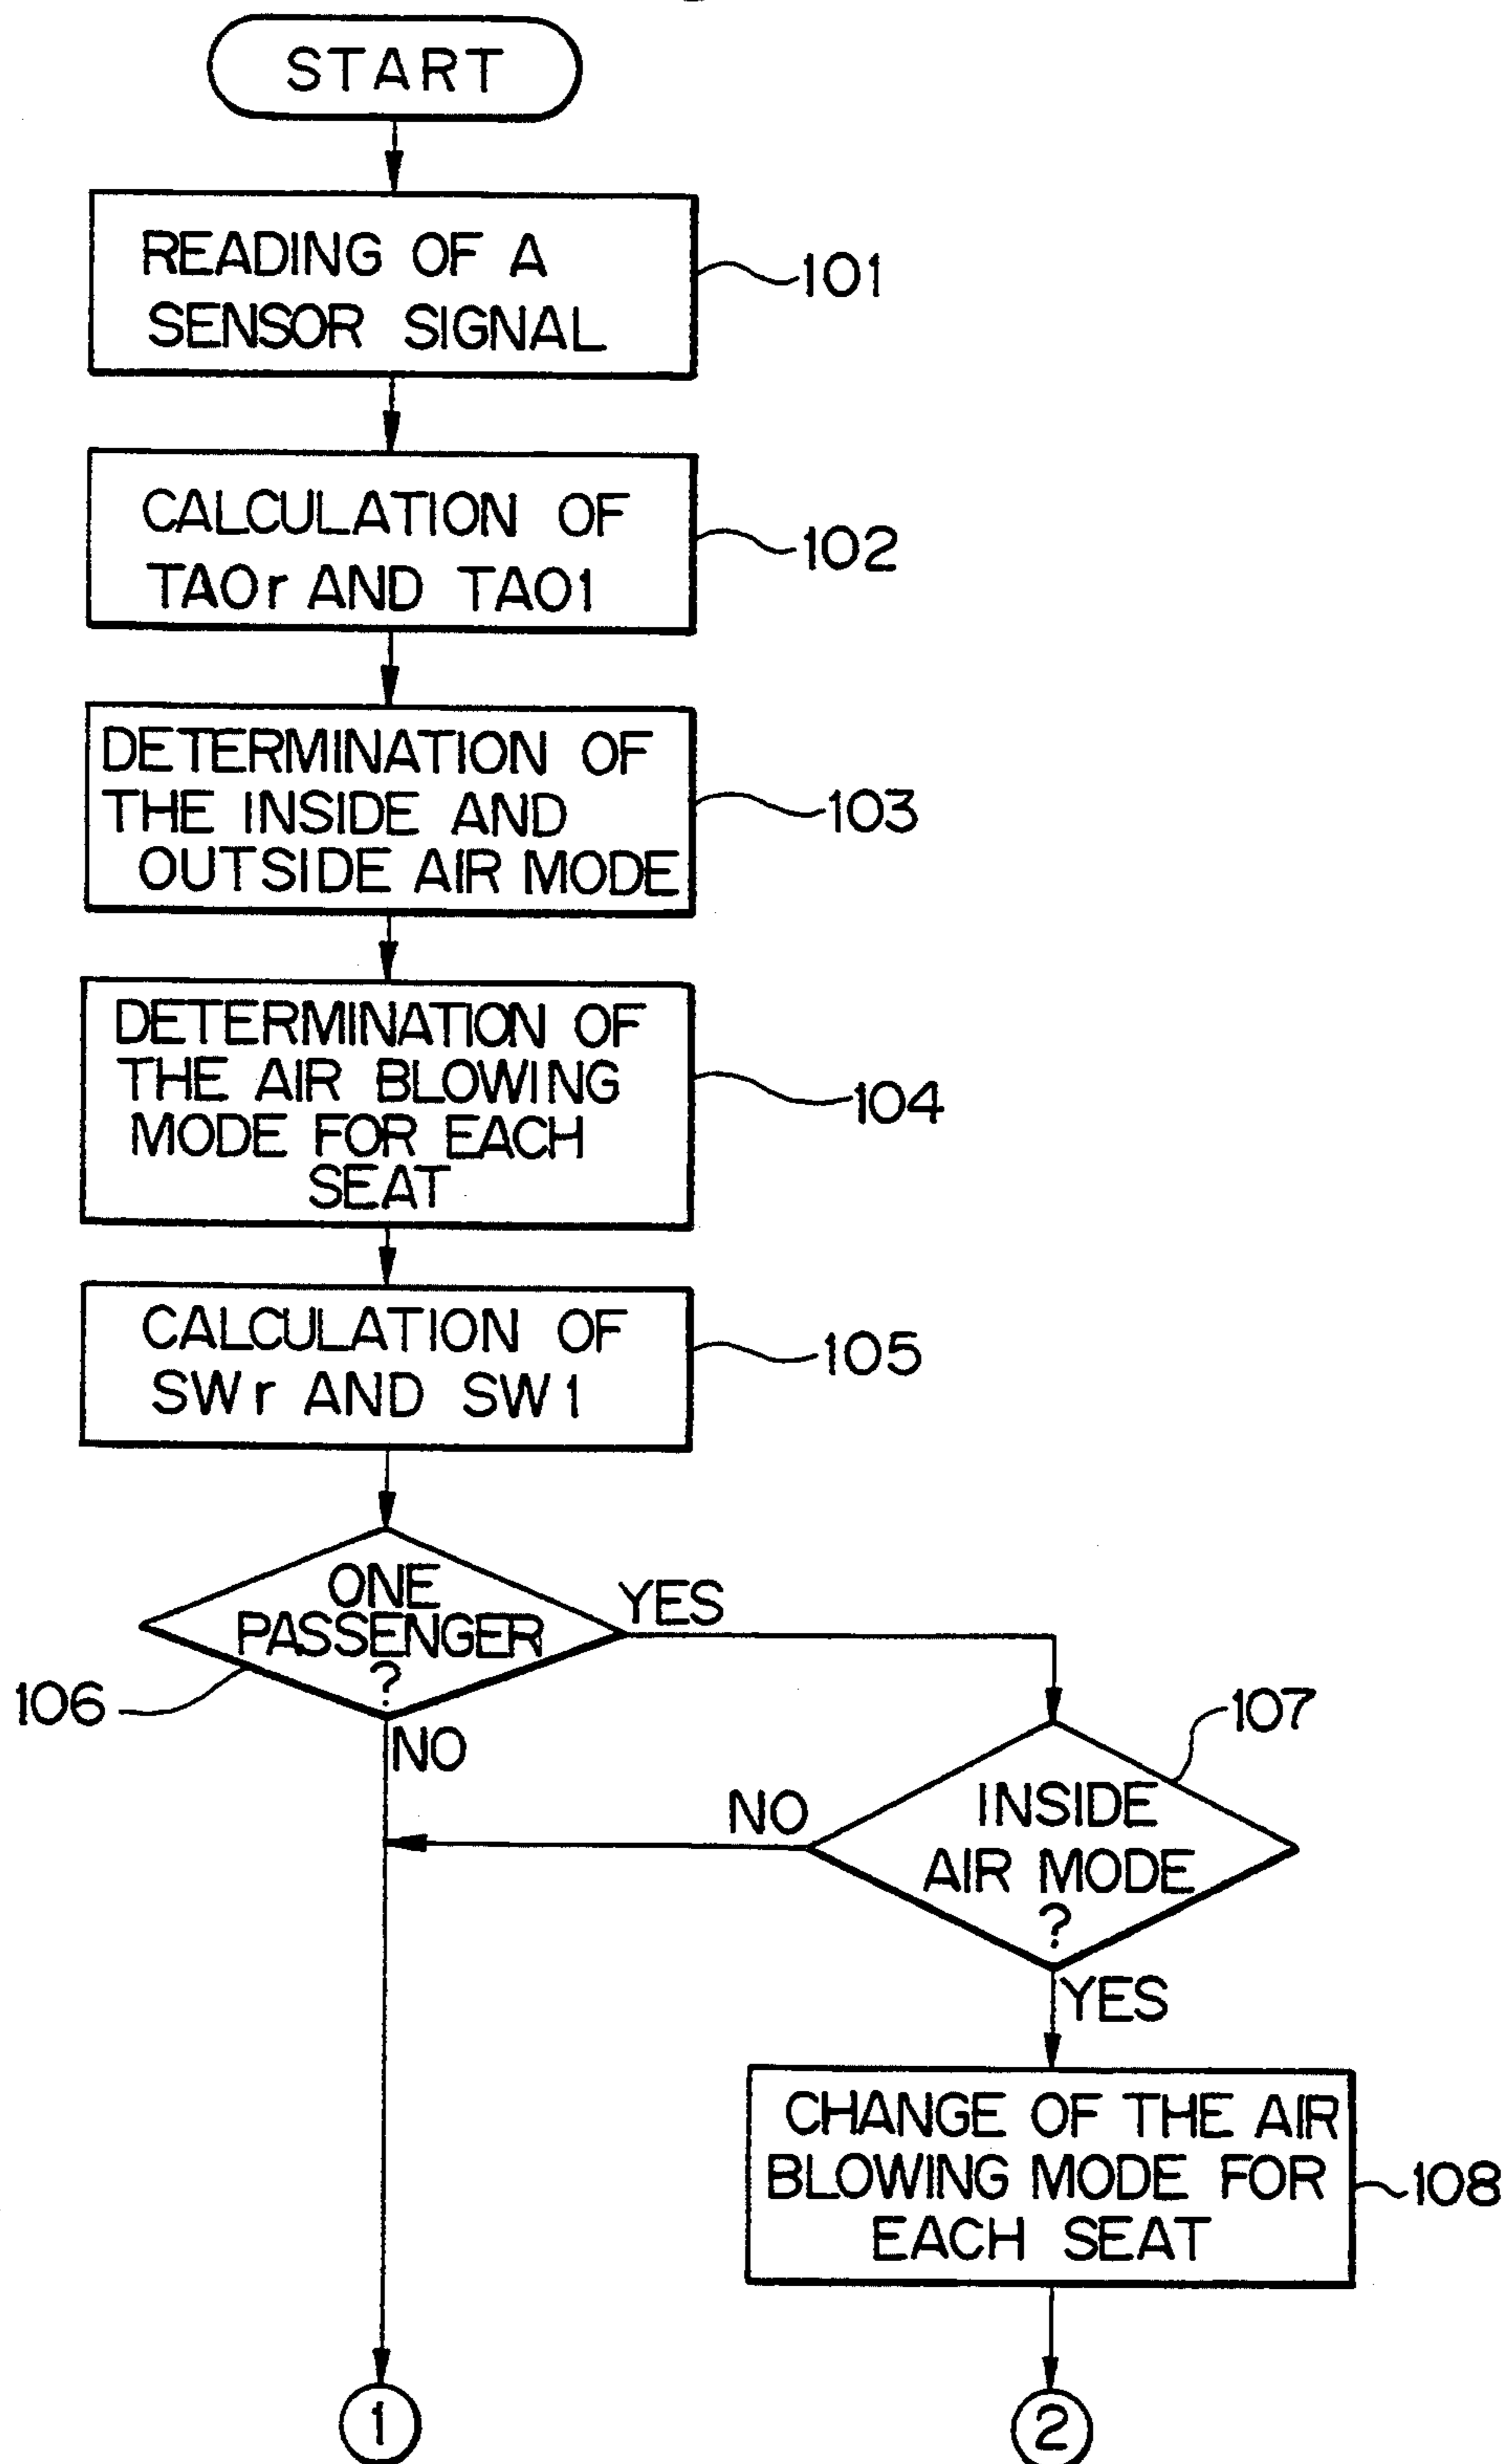 START
READING OF A
SENSOR SIGNAL
101
CALCULATION OF
TAOr AND TAO1
102
DETERMINATION OF
THE INSIDE AND
OUTSIDE AIR MODE
103
DETERMINATION OF
THE AIR BLOWING
MODE FOR EACH
SEAT
104
CALCULATION OF
SWr AND SW1
105
ONE
PASSENGER
?
YES
106
NO
107
INSIDE
AIR MODE
?
NO
YES
CHANGE OF THE AIR
BLOWING MODE FOR
EACH SEAT
108
1
2